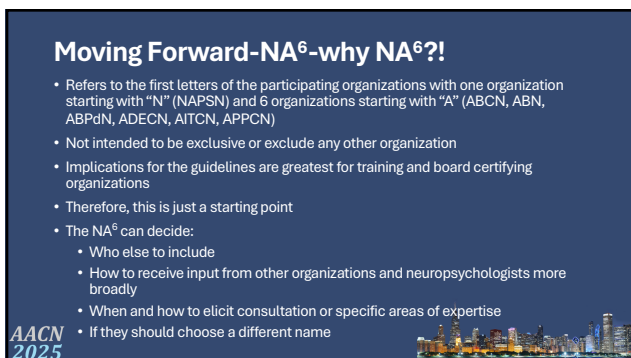 Moving Forward-NA⁶-why NA⁶?!
• Refers to the first letters of the participating organizations with one organization
starting with “N” (NAPSN) and 6 organizations starting with “A” (ABCN, ABN,
ABPdN, ADECN, AITCN, APPCN)
• Not intended to be exclusive or exclude any other organization
• Implications for the guidelines are greatest for training and board certifying
organizations
• Therefore, this is just a starting point
• The NA⁶ can decide:
• Who else to include
• How to receive input from other organizations and neuropsychologists more
broadly
• When and how to elicit consultation or specific areas of expertise
• If they should choose a different name
AACN
2025